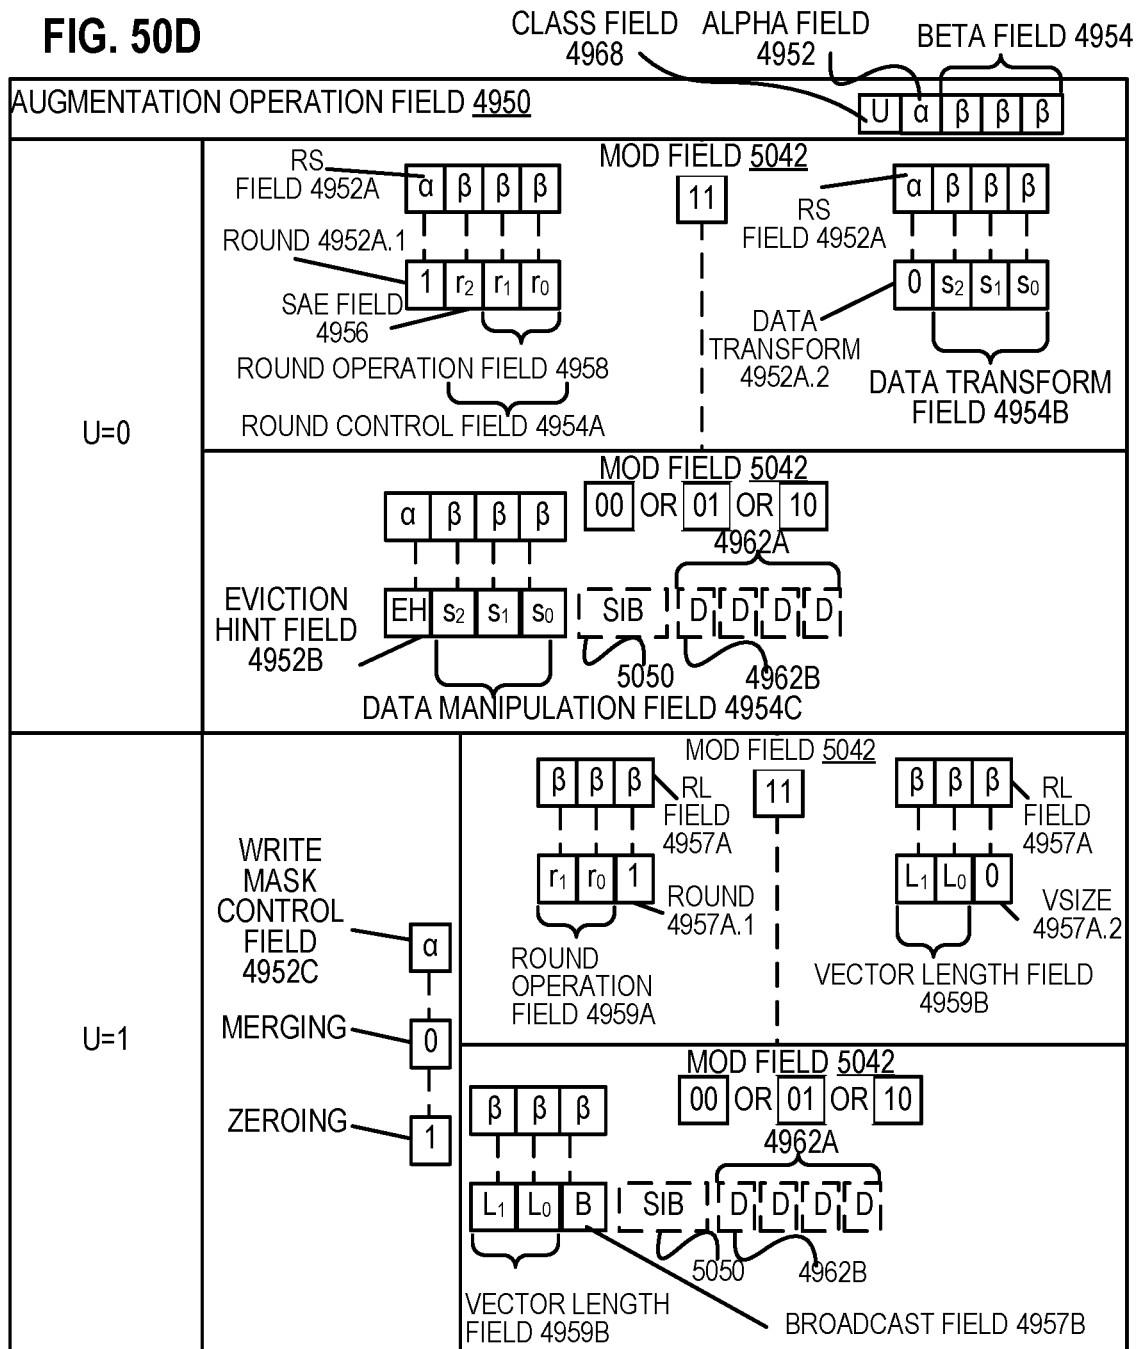 FIG. 50D
CLASS FIELD
4968
ALPHA FIELD
4952
BETA FIELD 4954
AUGMENTATION OPERATION FIELD 4950
U α β β β
U=0
MOD FIELD 5042
11
RS
FIELD 4952A
α β β β
ROUND 4952A.1
1 r2 r1 r0
SAE FIELD
4956
ROUND OPERATION FIELD 4958
ROUND CONTROL FIELD 4954A
α β β β
RS
FIELD 4952A
0 s2 s1 s0
DATA
TRANSFORM
4952A.2
DATA TRANSFORM
FIELD 4954B
MOD FIELD 5042
00 OR 01 OR 10
α β β β
4962A
EH s2 s1 s0 SIB D D D D
EVICTION
HINT FIELD
4952B
5050
4962B
DATA MANIPULATION FIELD 4954C
U=1
WRITE
MASK
CONTROL
FIELD
4952C
α
MERGING
0
ZEROING
1
MOD FIELD 5042
11
β β β
RL
FIELD
4957A
r1 r0 1
ROUND
4957A.1
ROUND
OPERATION
FIELD 4959A
β β β
RL
FIELD
4957A
L1 L0 0
VSIZE
4957A.2
VECTOR LENGTH FIELD
4959B
MOD FIELD 5042
00 OR 01 OR 10
β β β
4962A
L1 L0 B SIB D D D D
5050
4962B
VECTOR LENGTH
FIELD 4959B
BROADCAST FIELD 4957B